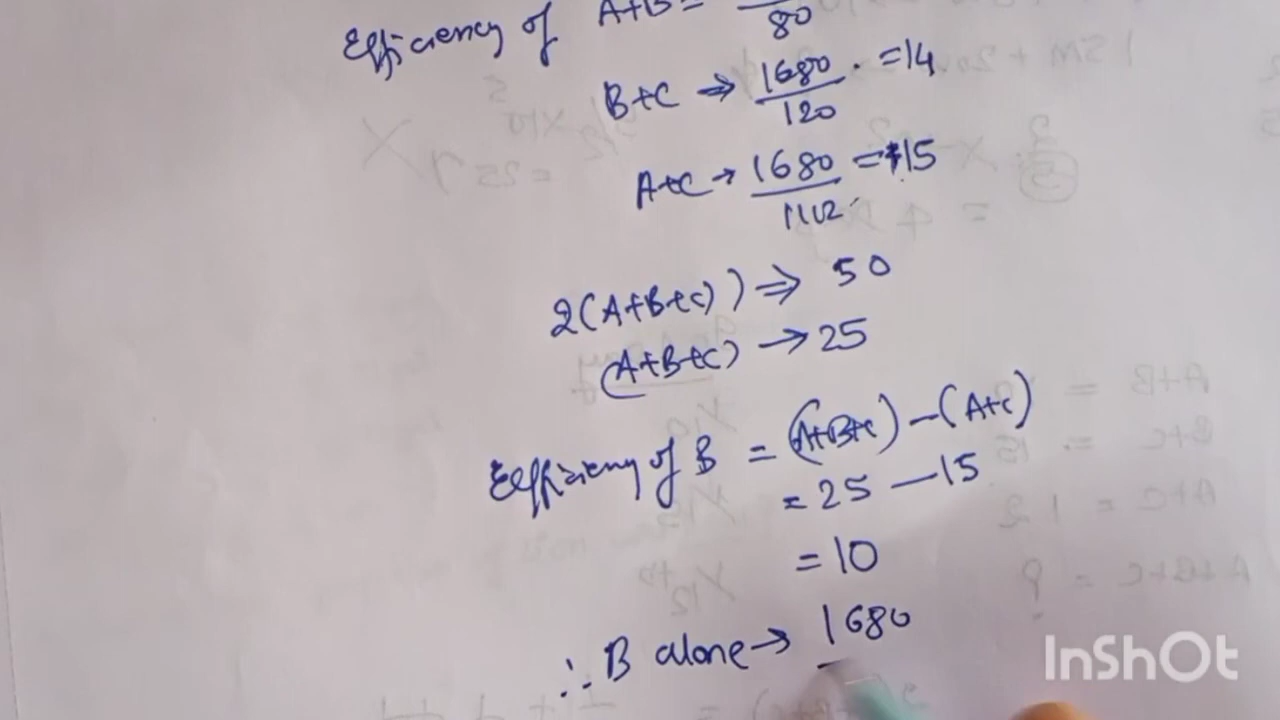 Efficiency of A+B = 80
B+C ⇒ 1680/120 = 14
A+C → 1680/112 = 15
2(A+B+C)) ⇒ 50
(A+B+C) → 25
Efficiency of B = (A+B+C) - (A+C)
= 25 - 15
= 10
∴ B alone → 1680
InShOt